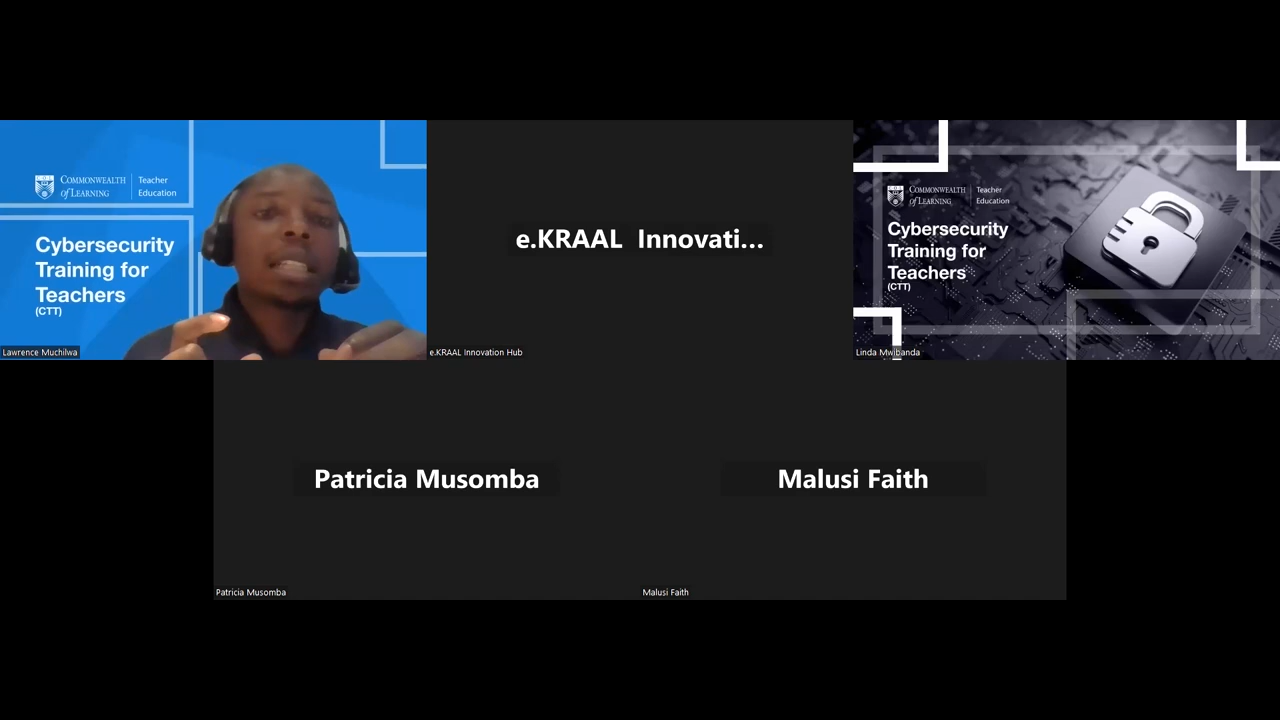 COMMONWEALTH
of LEARNING
Teacher
Education
Cybersecurity
Training for
Teachers
(CTT)
Lawrence Muchilwa
e.KRAAL Innovati...
e.KRAAL Innovation Hub
COMMONWEALTH
of LEARNING
Teacher
Education
Cybersecurity
Training for
Teachers
(CTT)
Linda Mwibanda
Patricia Musomba
Patricia Musomba
Malusi Faith
Malusi Faith